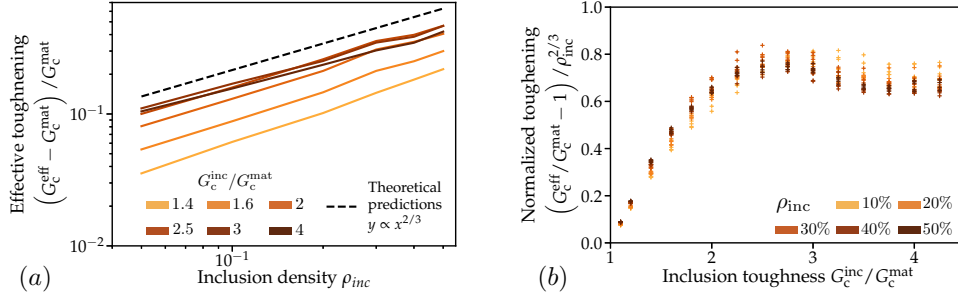 Effective toughnening
(G_c^eff − G_c^mat) / G_c^mat
10^{-1}
10^{-2}
G_c^inc/G_c^mat
1.4
1.6
2
2.5
3
4
Theoretical
predictions
y ∝ x^{2/3}
10^{-1}
(a)
Inclusion density ρ_inc
Normalized toughening
(G_c^eff/G_c^mat − 1) / ρ_inc^{2/3}
1.0
0.8
0.6
0.4
0.2
0.0
ρ_inc
10%
20%
30%
40%
50%
1
2
3
4
(b)
Inclusion toughness G_c^inc/G_c^mat